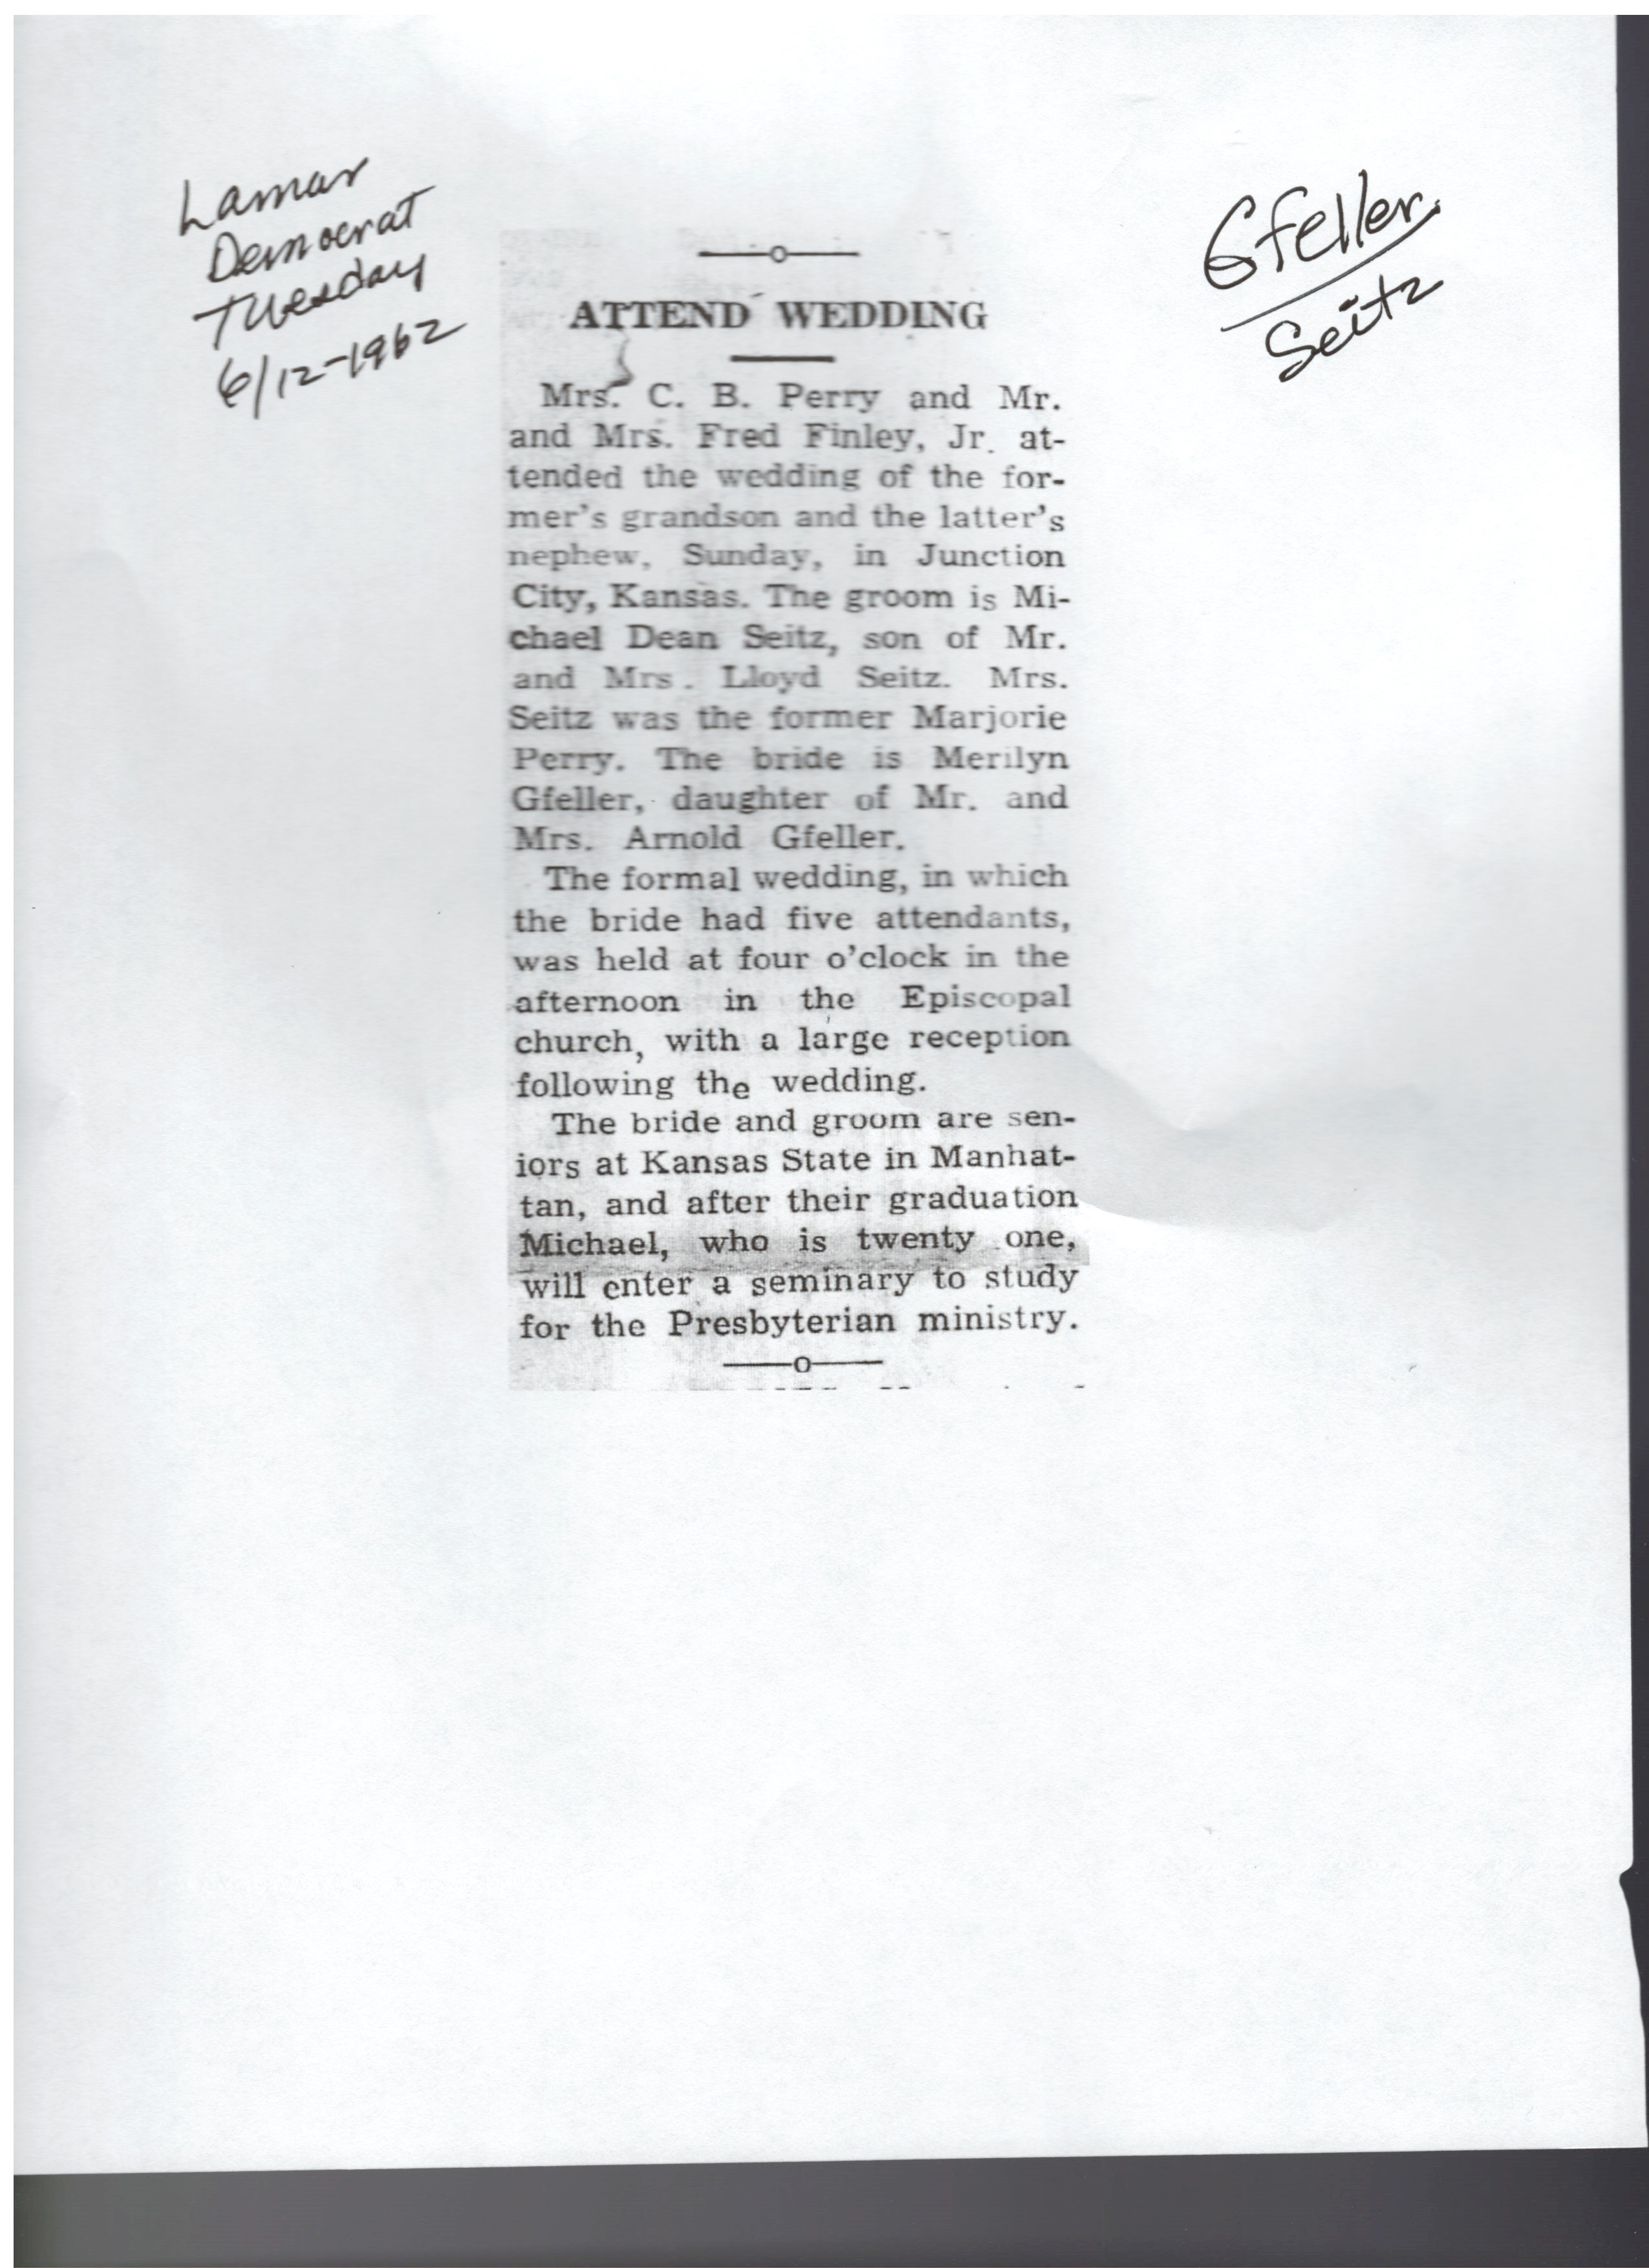 Lamar
Democrat
Tuesday
6/12-1962
Gfeller
Seitz
ATTEND WEDDING
Mrs. C. B. Perry and Mr.
and Mrs. Fred Finley, Jr. at-
tended the wedding of the for-
mer's grandson and the latter's
nephew, Sunday, in Junction
City, Kansas. The groom is Mi-
chael Dean Seitz, son of Mr.
and Mrs. Lloyd Seitz. Mrs.
Seitz was the former Marjorie
Perry. The bride is Merilyn
Gfeller, daughter of Mr. and
Mrs. Arnold Gfeller.
The formal wedding, in which
the bride had five attendants,
was held at four o'clock in the
afternoon in the Episcopal
church, with a large reception
following the wedding.
The bride and groom are sen-
iors at Kansas State in Manhat-
tan, and after their graduation
Michael, who is twenty one,
will enter a seminary to study
for the Presbyterian ministry.